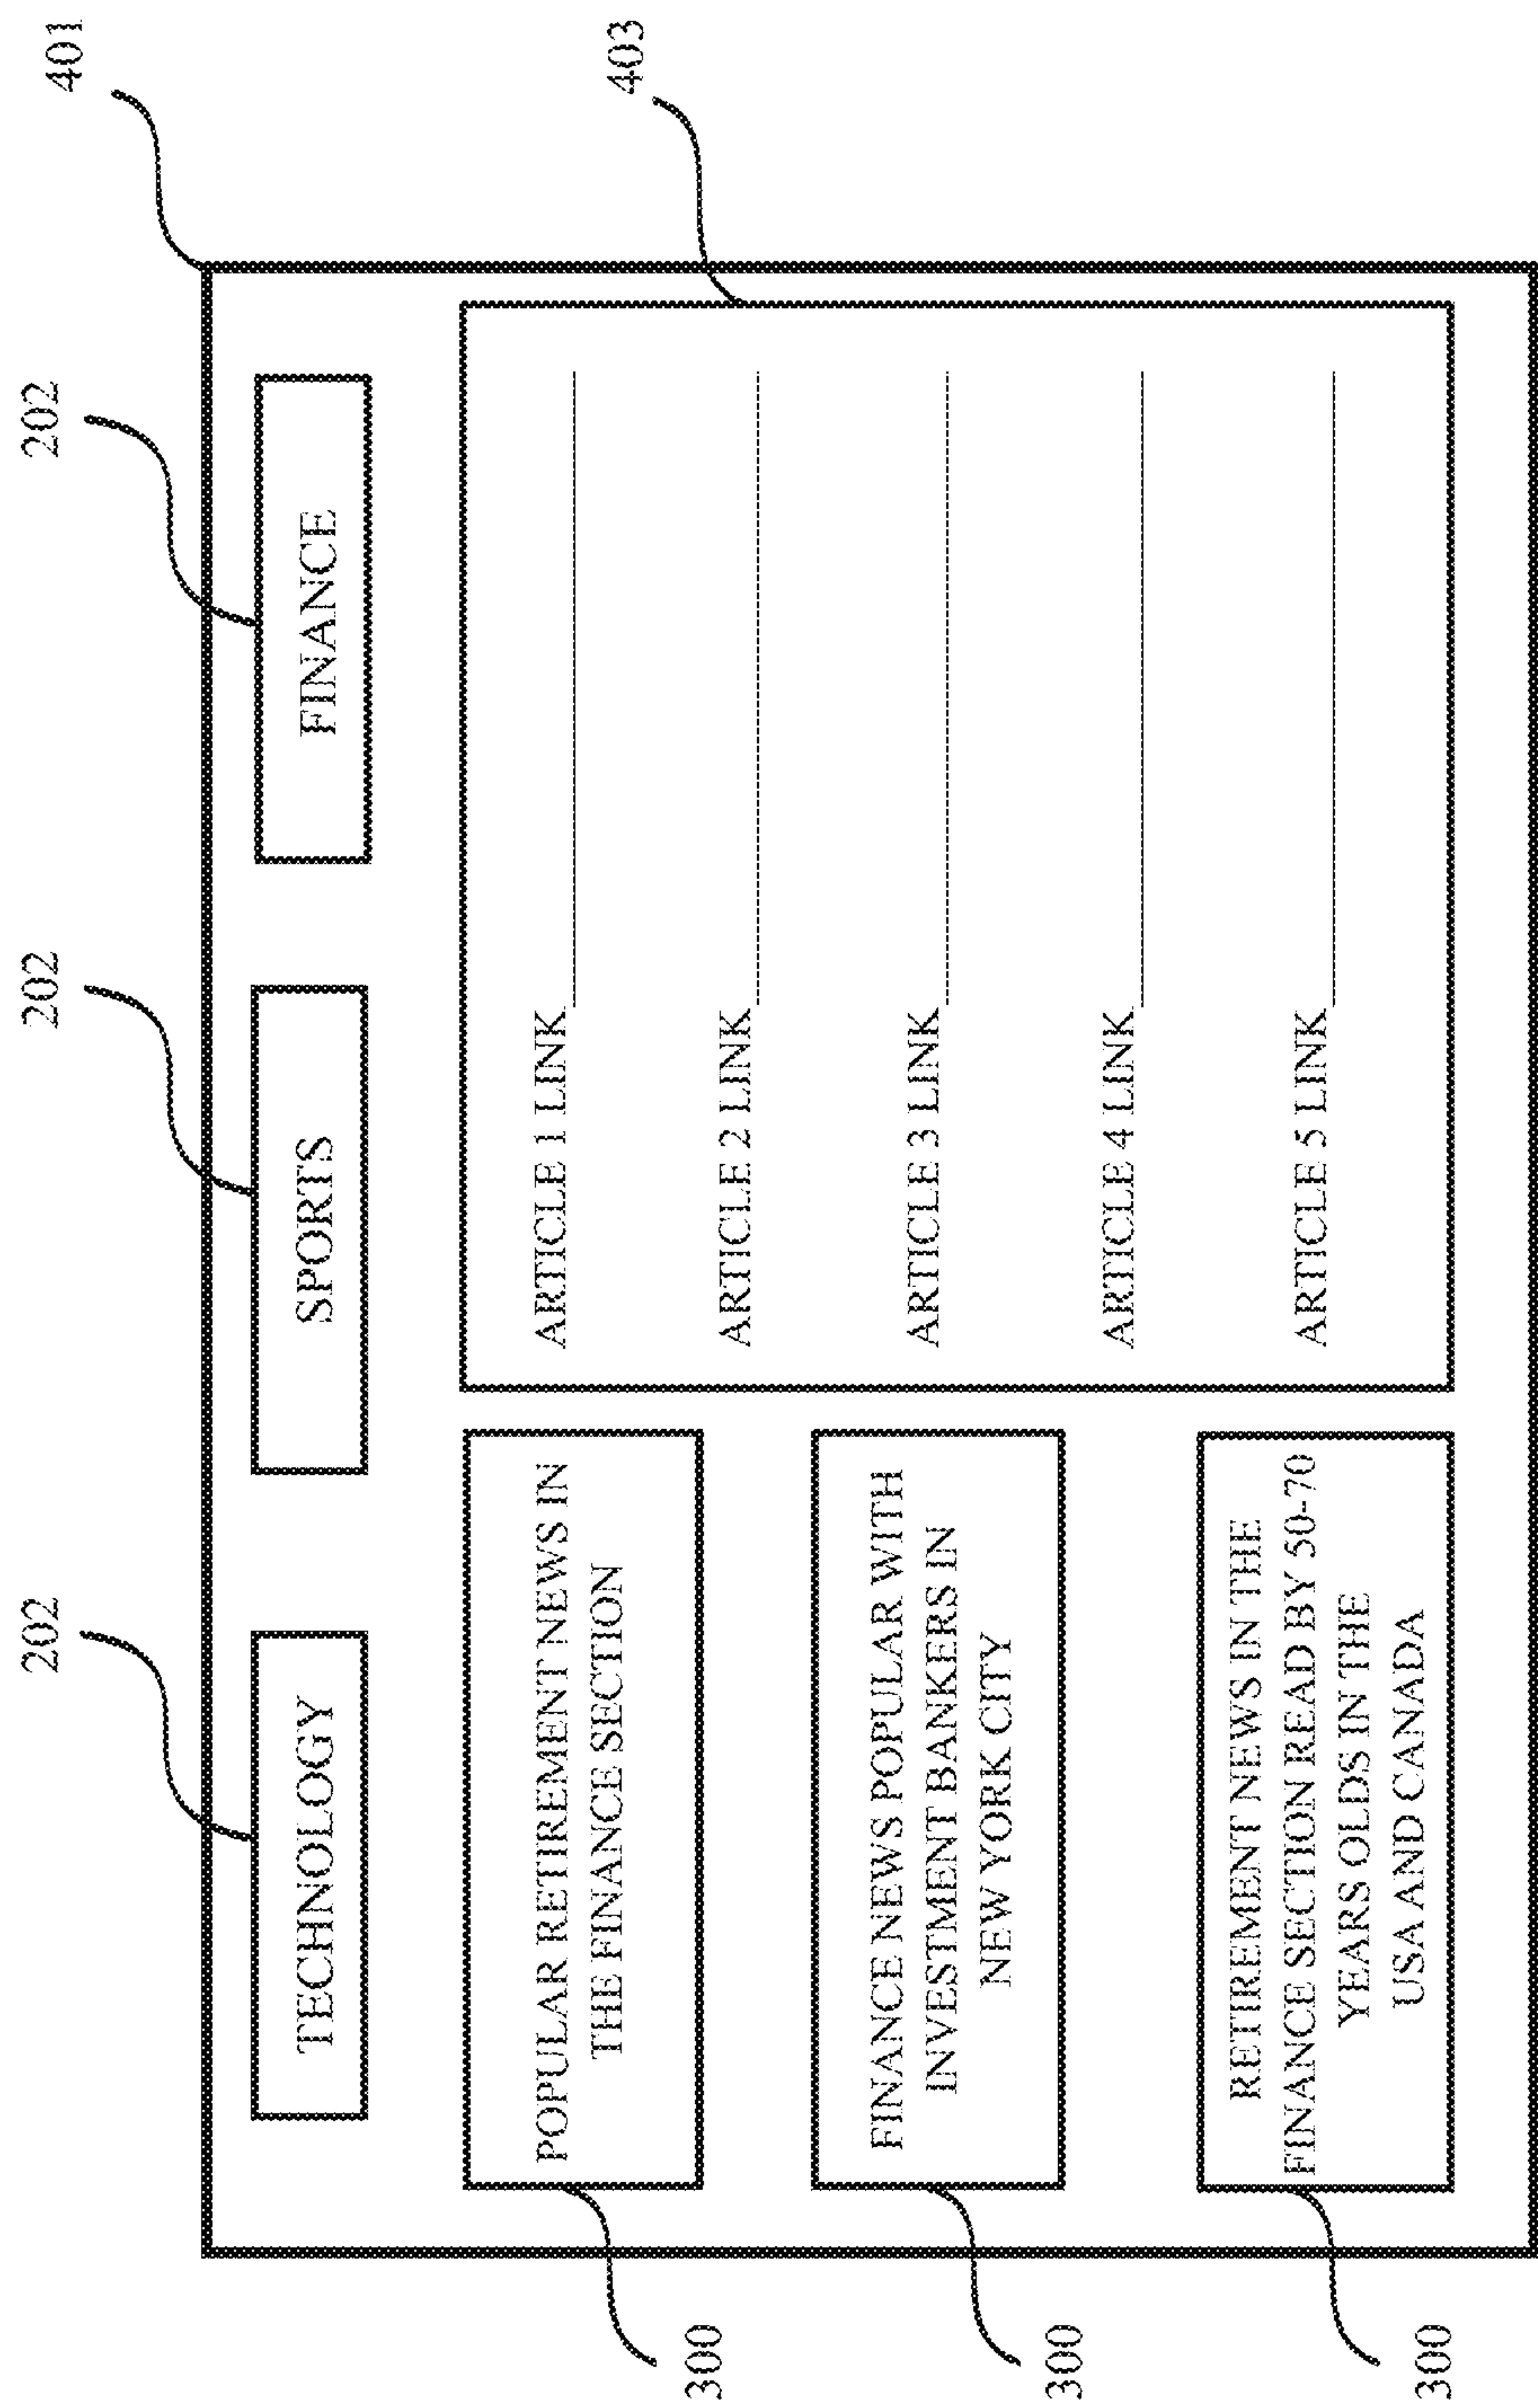 401
202
202
202
403
TECHNOLOGY
SPORTS
FINANCE
POPULAR RETIREMENT NEWS IN
THE FINANCE SECTION
300
FINANCE NEWS POPULAR WITH
INVESTMENT BANKERS IN
NEW YORK CITY
300
RETIREMENT NEWS IN THE
FINANCE SECTION READ BY 50-70
YEARS OLDS IN THE
USA AND CANADA
300
ARTICLE 1 LINK
ARTICLE 2 LINK
ARTICLE 3 LINK
ARTICLE 4 LINK
ARTICLE 5 LINK